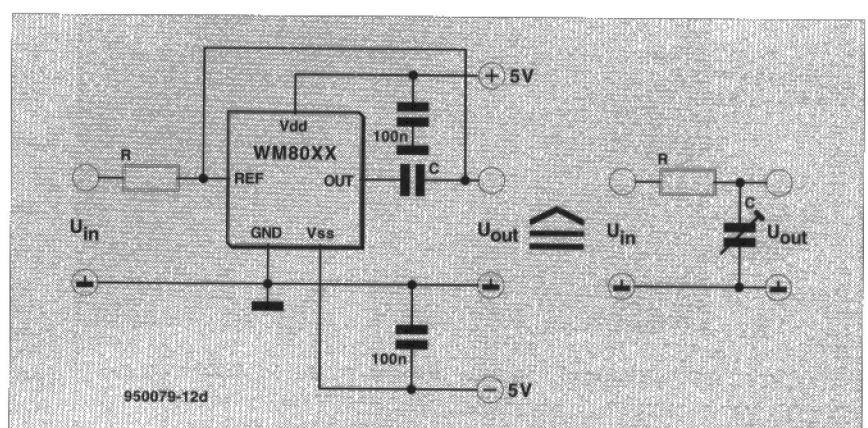 + 5V
Vdd
100n
WM80XX
R
C
R
REF
OUT
C
Uin
GND
Vss
Uout
Uin
Uout
100n
950079-12d
− 5V